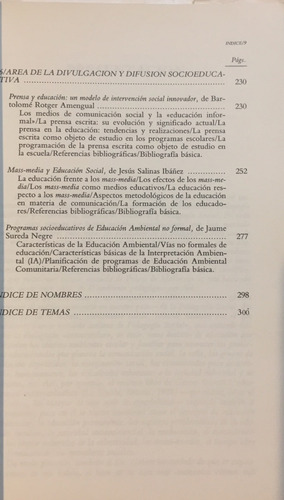 INDICE/9
Págs.
5/AREA DE LA DIVULGACION Y DIFUSION SOCIOEDUCA-
TIVA ........ 230
Prensa y educación: un modelo de intervención social innovador, de Bar-
tolomé Rotger Amengual ........ 230
Los medios de comunicación social y la «educación infor-
mal»/La prensa escrita: su evolución y significado actual/La
prensa en la educación: tendencias y realizaciones/La prensa
escrita como objeto de estudio en los programas escolares/La
programación de la prensa escrita como objeto de estudio en
la escuela/Referencias bibliográficas/Bibliografía básica.
Mass-media y Educación Social, de Jesús Salinas Ibáñez ........ 252
La educación frente a los mass-media/Los efectos de los mass-me-
dia/Los mass-media como medios educativos/La educación res-
pecto a los mass-media/Aspectos metodológicos de la educación
en materia de comunicación/La formación de los educado-
res/Referencias bibliográficas/Bibliografía básica.
Programas socioeducativos de Educación Ambiental no formal, de Jaume
Sureda Negre ........ 277
Características de la Educación Ambiental/Vías no formales de
educación/Características básicas de la Interpretación Ambien-
tal (IA)/Planificación de programas de Educación Ambiental
Comunitaria/Referencias bibliográficas/Bibliografía básica.
NDICE DE NOMBRES ........ 298
NDICE DE TEMAS ........